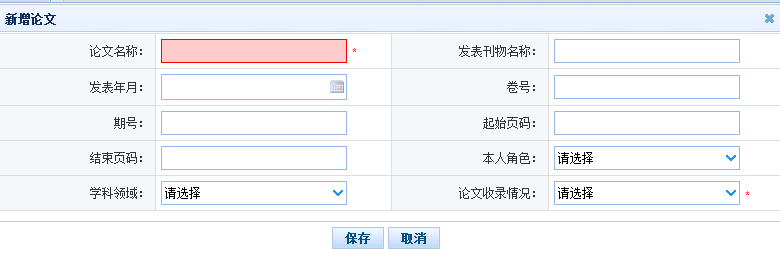 新增论文
论文名称： * 发表刊物名称：
发表年月： 卷号：
期号： 起始页码：
结束页码： 本人角色： 请选择
学科领域： 请选择 论文收录情况： 请选择 *
保存 取消